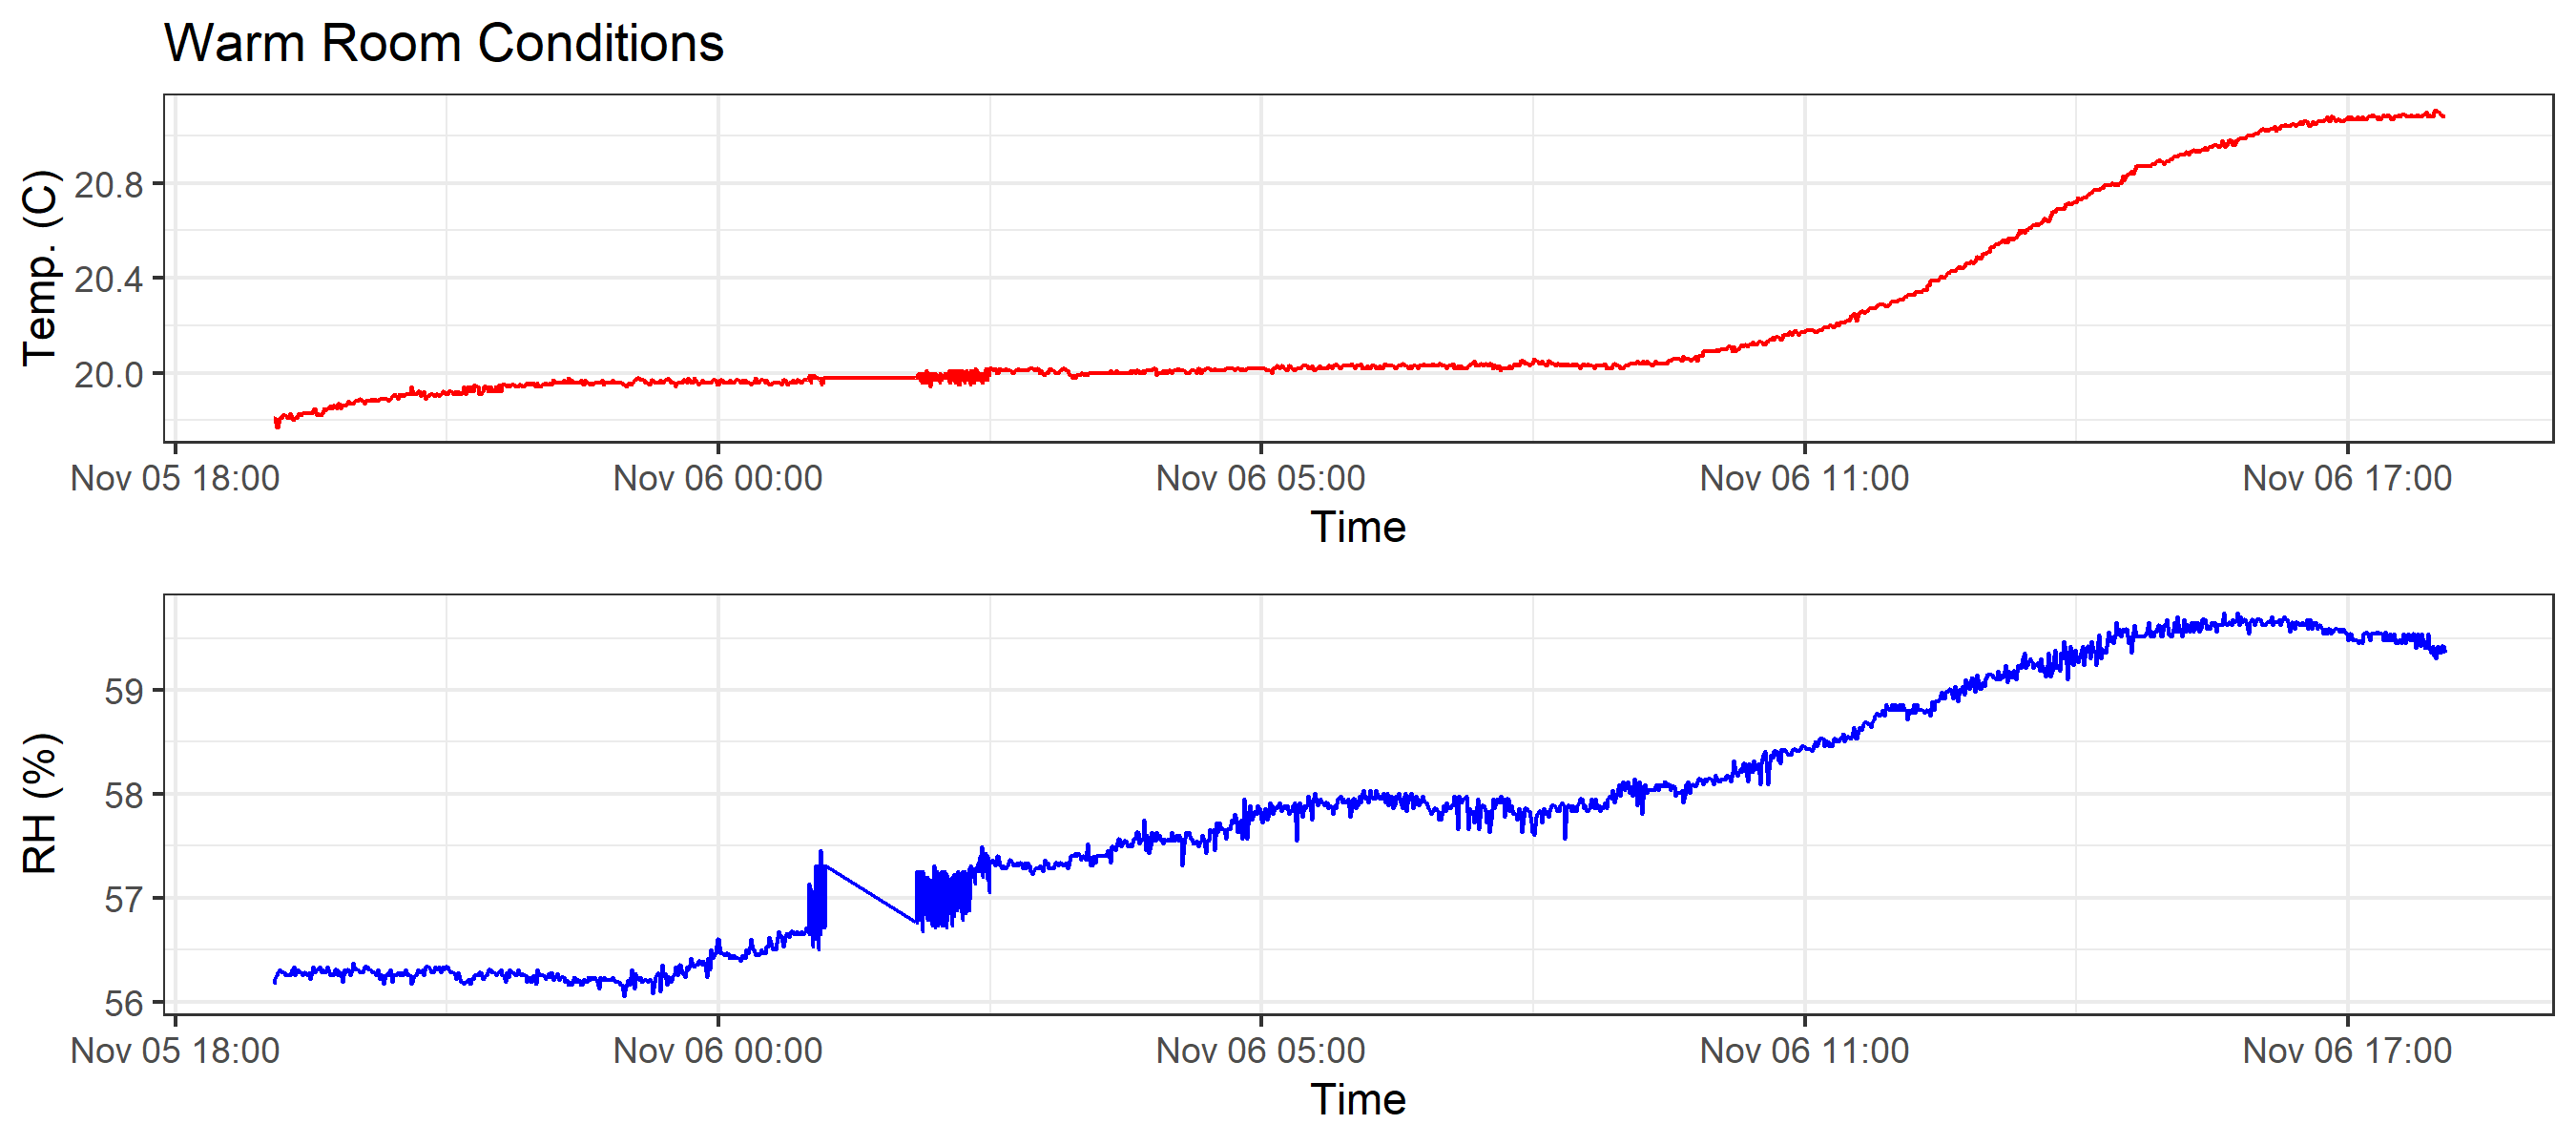 Warm Room Conditions
Temp. (C)
20.8
20.4
20.0
Nov 05 18:00 Nov 06 00:00 Nov 06 05:00 Nov 06 11:00 Nov 06 17:00
Time
RH (%)
59
58
57
56
Nov 05 18:00 Nov 06 00:00 Nov 06 05:00 Nov 06 11:00 Nov 06 17:00
Time